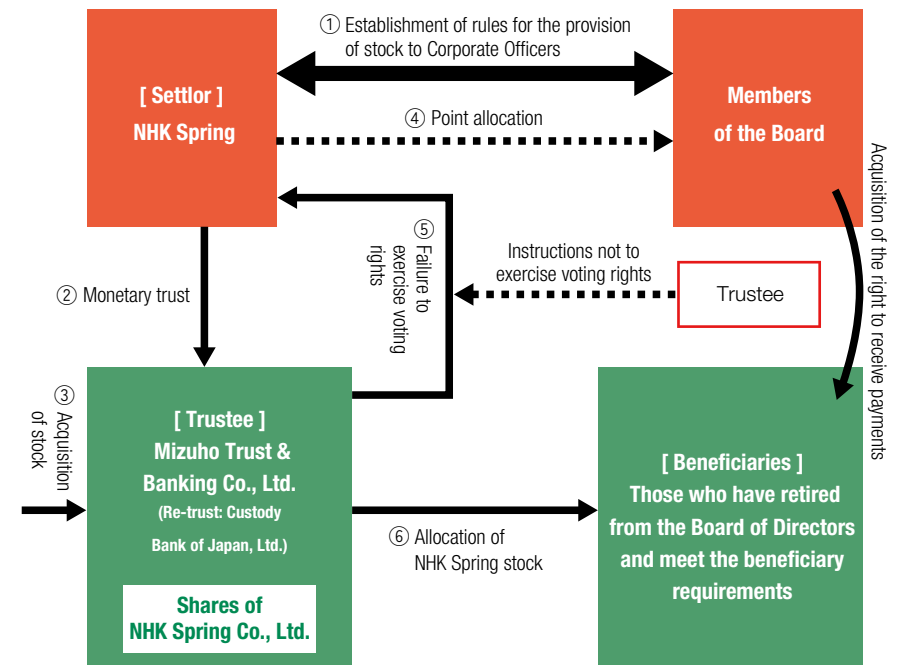 ① Establishment of rules for the provision
of stock to Corporate Officers
[ Settlor ]
NHK Spring
Members
of the Board
④ Point allocation
⑤ Failure to
exercise voting
rights
Instructions not to
exercise voting rights
Trustee
Acquisition of the right to receive payments
② Monetary trust
③ Acquisition
of stock
[ Trustee ]
Mizuho Trust &
Banking Co., Ltd.
(Re-trust: Custody
Bank of Japan, Ltd.)
Shares of
NHK Spring Co., Ltd.
⑥ Allocation of
NHK Spring stock
[ Beneficiaries ]
Those who have retired
from the Board of Directors
and meet the beneficiary
requirements